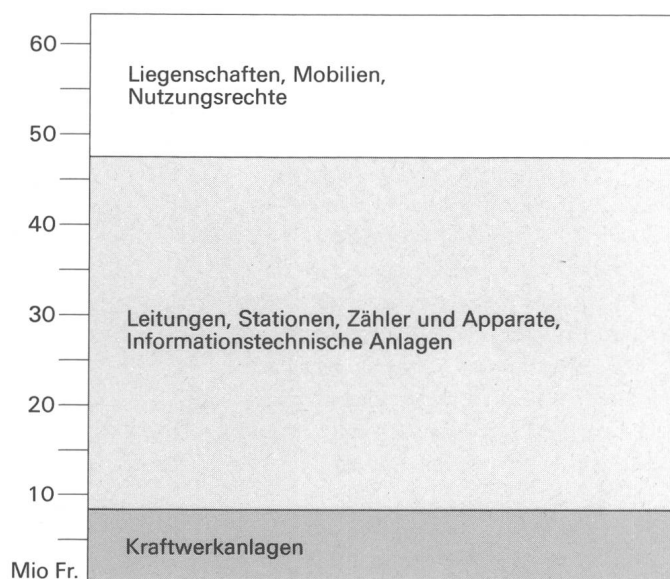 60
Liegenschaften, Mobilien,
Nutzungsrechte
50
40
30
Leitungen, Stationen, Zähler und Apparate,
Informationstechnische Anlagen
20
10
Kraftwerkanlagen
Mio Fr.